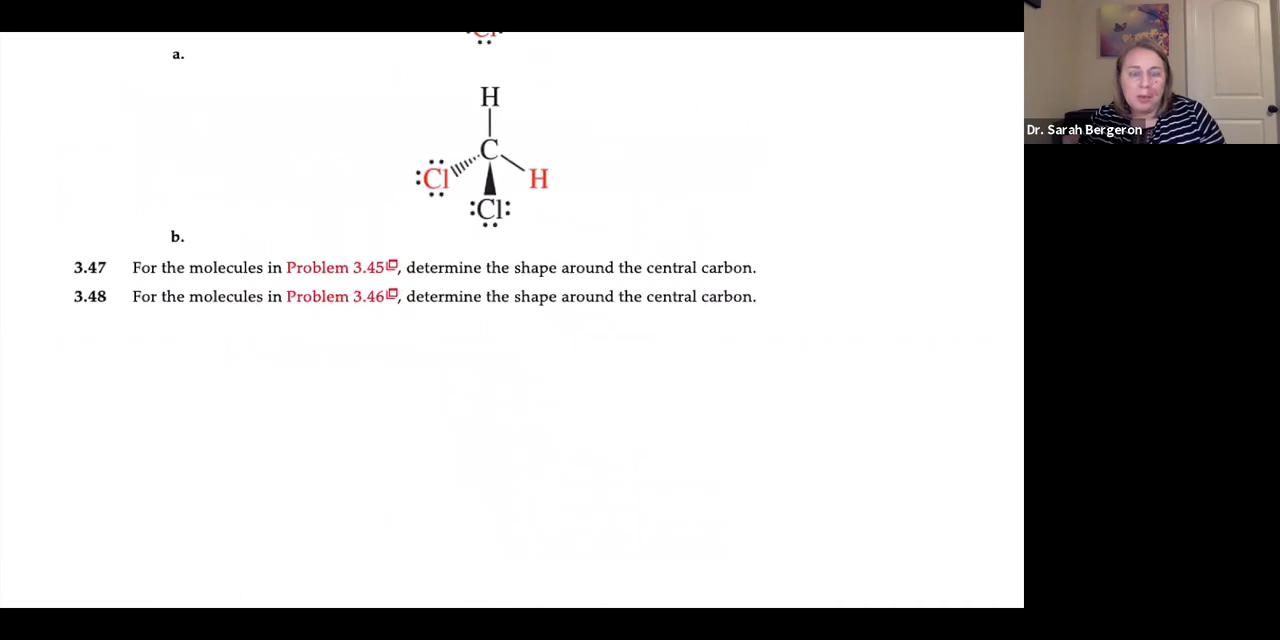 :Cl:
a.
H
C
:Cl
H
:Cl:
b.
3.47 For the molecules in Problem 3.45, determine the shape around the central carbon.
3.48 For the molecules in Problem 3.46, determine the shape around the central carbon.
Dr. Sarah Bergeron